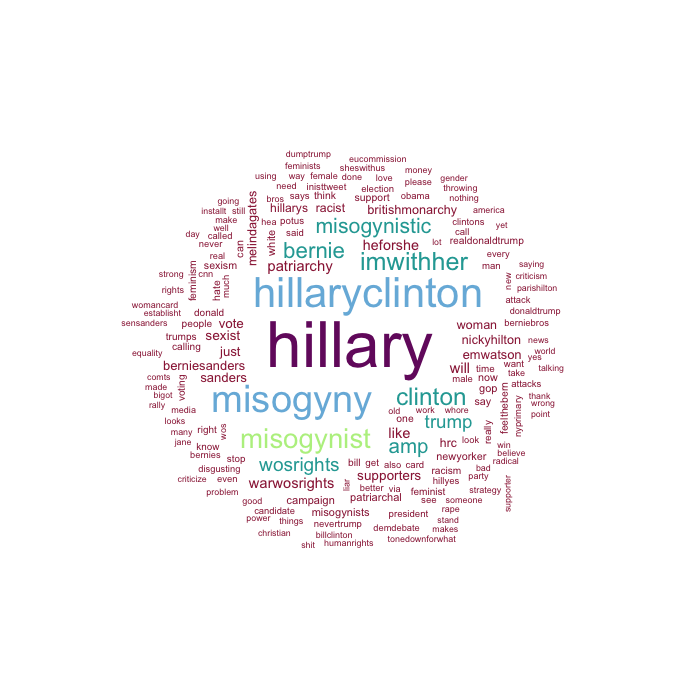 dumptrump
feminists eucommission
sheswithus
using way female done love money
please gender
need inisttweet election throwing
bros says think support obama nothing
going
installt still
make
well
day called
never
melindagates
hillarys racist britishmonarchy america
misogynistic clintons yet
call
hea potus
can white said bernie heforshe lot realdonaldtrump
real
sexism patriarchy imwithher man every
saying
strong cnn feminism hate much new criticism
rights hillaryclinton parishilton
womancard attack
establisht donald donaldtrump
sensanders people vote hillary woman berniebros
trumps sexist nickyhilton news
equality calling just emwatson yes world
berniesanders will time want talking
comts sanders male now take attacks
made misogyny clinton gop feelthebern thank
bigot voting old work whore say nyprimary wrong
rally one trump point
looks media
many right wos misogynist like really
jane know amp hrc look win
bernies stop newyorker believe
disgusting wosrights bill get also card racism bad radical
criticize even supporters hillyes party
problem warwosrights liar better via feminist strategy supporter
patriarchal see someone
good campaign rape
candidate misogynists president stand
power things nevertrump demdebate makes
christian billclinton tonedownforwhat
shit humanrights